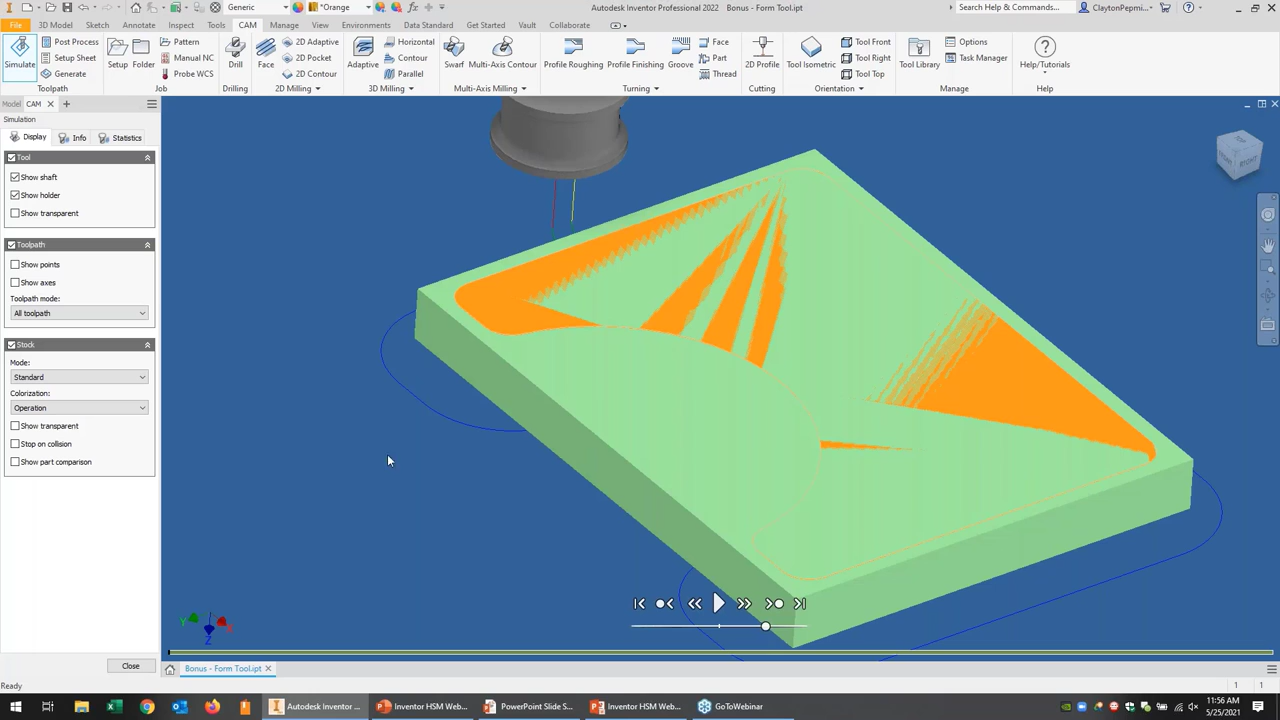 Generic
*Orange
Autodesk Inventor Professional 2022
Bonus - Form Tool.ipt
Search Help & Commands...
ClaytonPepmi...
File
3D Model
Sketch
Annotate
Inspect
Tools
CAM
Manage
View
Environments
Data Standard
Get Started
Vault
Collaborate
Simulate
Post Process
Setup Sheet
Generate
Toolpath
Setup
Folder
Pattern
Manual NC
Probe WCS
Job
Drill
Drilling
Face
2D Adaptive
2D Pocket
2D Contour
2D Milling
Adaptive
Horizontal
Contour
Parallel
3D Milling
Swarf
Multi-Axis Contour
Multi-Axis Milling
Profile Roughing
Profile Finishing
Groove
Face
Part
Thread
Turning
2D Profile
Cutting
Tool Isometric
Tool Front
Tool Right
Tool Top
Orientation
Tool Library
Options
Task Manager
Manage
Help/Tutorials
Help
Model
CAM
Simulation
Display
Info
Statistics
Tool
Show shaft
Show holder
Show transparent
Toolpath
Show points
Show axes
Toolpath mode:
All toolpath
Stock
Mode:
Standard
Colorization:
Operation
Show transparent
Stop on collision
Show part comparison
FRONT
RIGHT
Y
X
Z
Close
Bonus - Form Tool.ipt
Ready
1
1
Autodesk Inventor ...
Inventor HSM Web...
PowerPoint Slide S...
Inventor HSM Web...
GoToWebinar
11:56 AM
5/25/2021